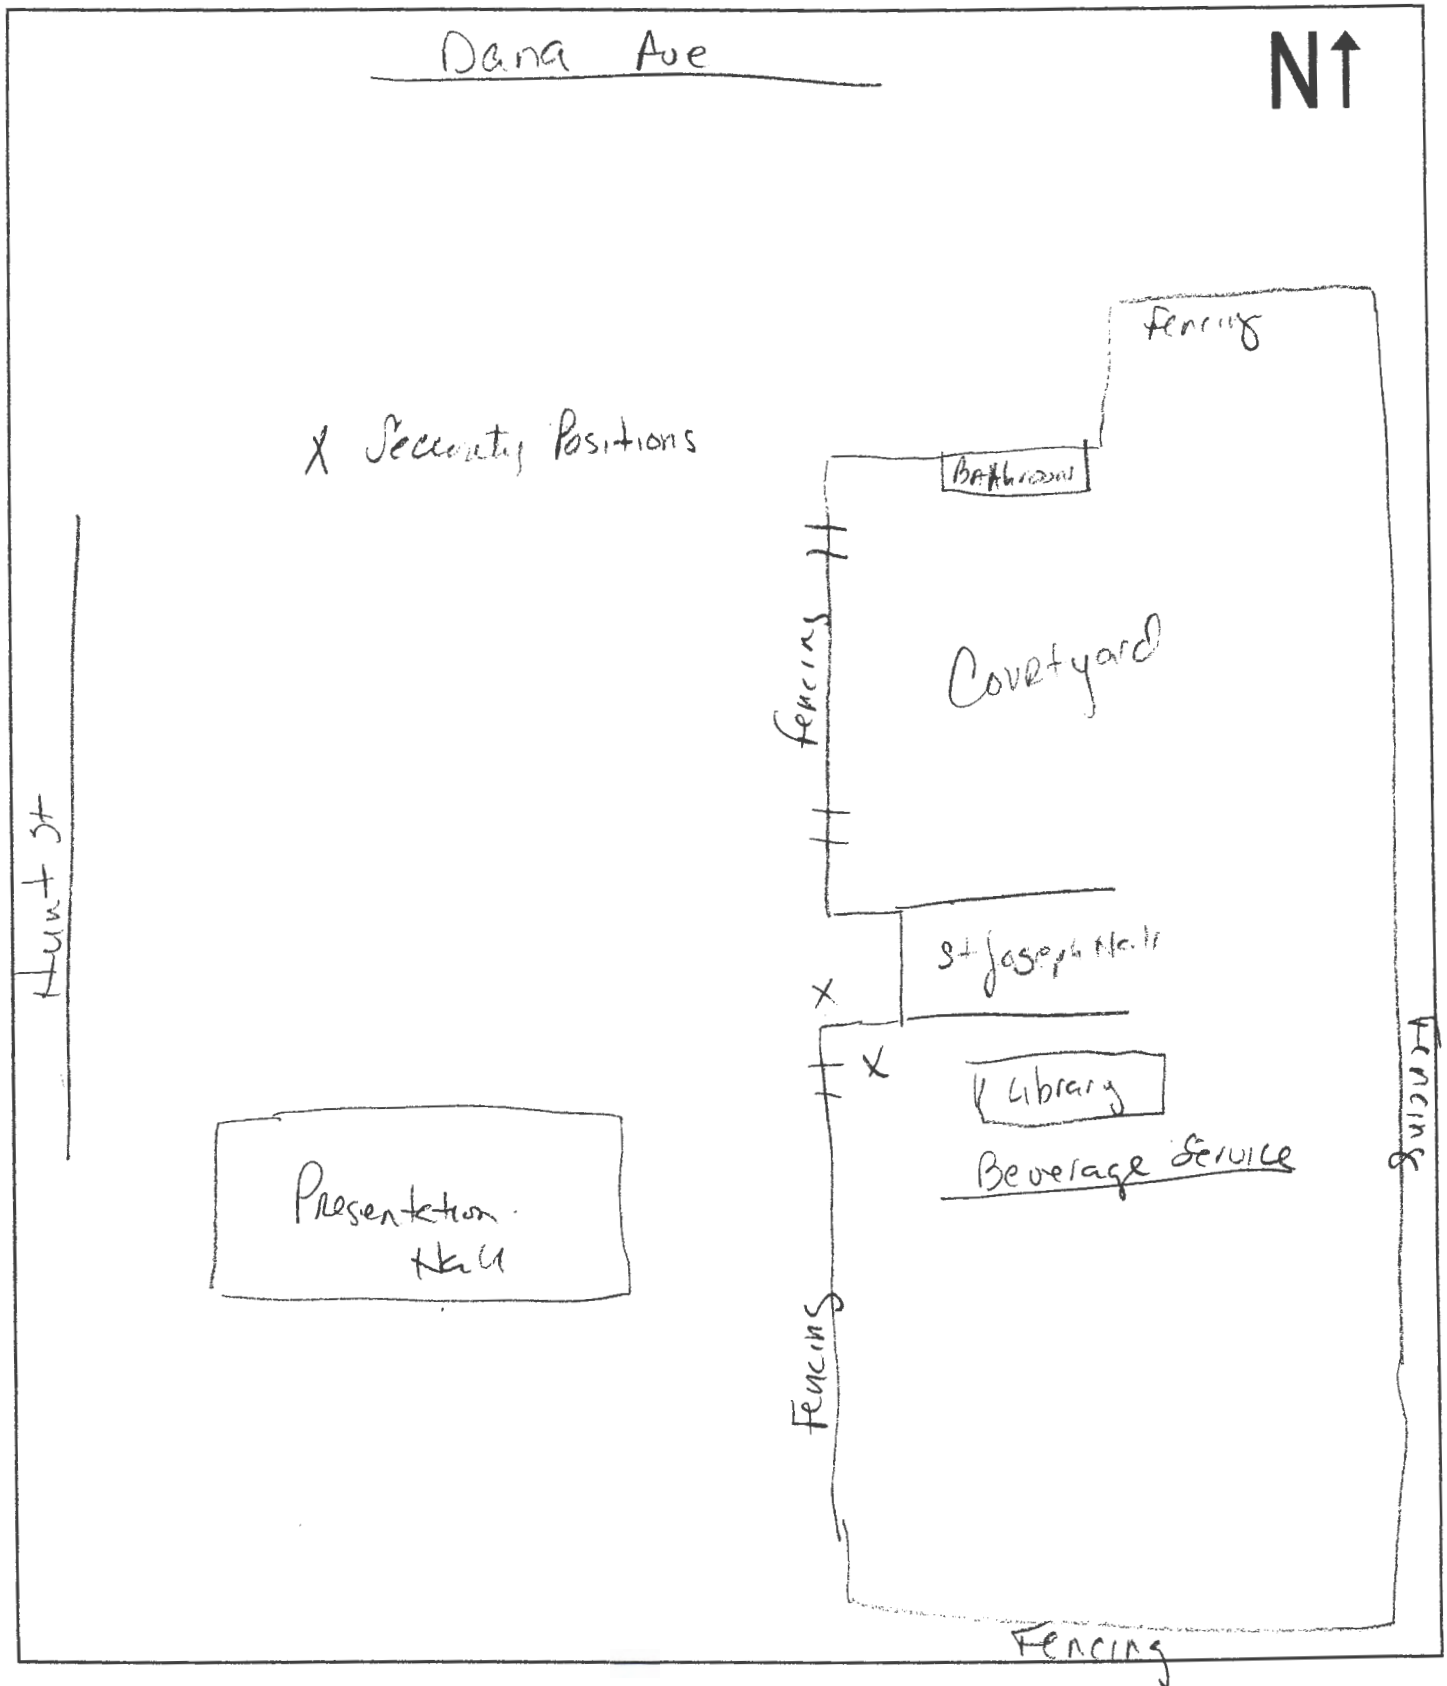 Dana Ave
N↑
Fencing
X Security Positions
Bathroom
fencing
Courtyard
Hunt St
St Joseph Hall
X
X
Library
Beverage Service
Fencing
Presentation
Hall
Fencing
Fencing